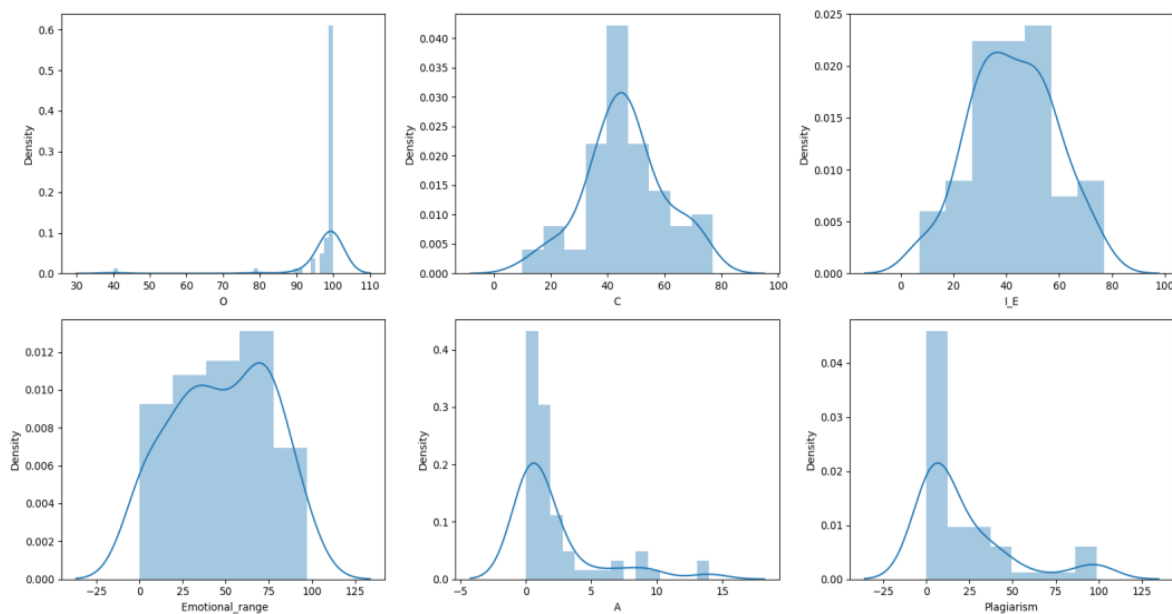 0.6
0.5
0.4
0.3
0.2
0.1
0.0
Density
30 40 50 60 70 80 90 100 110
O
0.040
0.035
0.030
0.025
0.020
0.015
0.010
0.005
0.000
Density
0 20 40 60 80 100
C
0.025
0.020
0.015
0.010
0.005
0.000
Density
0 20 40 60 80 100
I_E
0.012
0.010
0.008
0.006
0.004
0.002
0.000
Density
−25 0 25 50 75 100 125
Emotional_range
0.4
0.3
0.2
0.1
0.0
Density
−5 0 5 10 15
A
0.04
0.03
0.02
0.01
0.00
Density
−25 0 25 50 75 100 125
Plagiarism